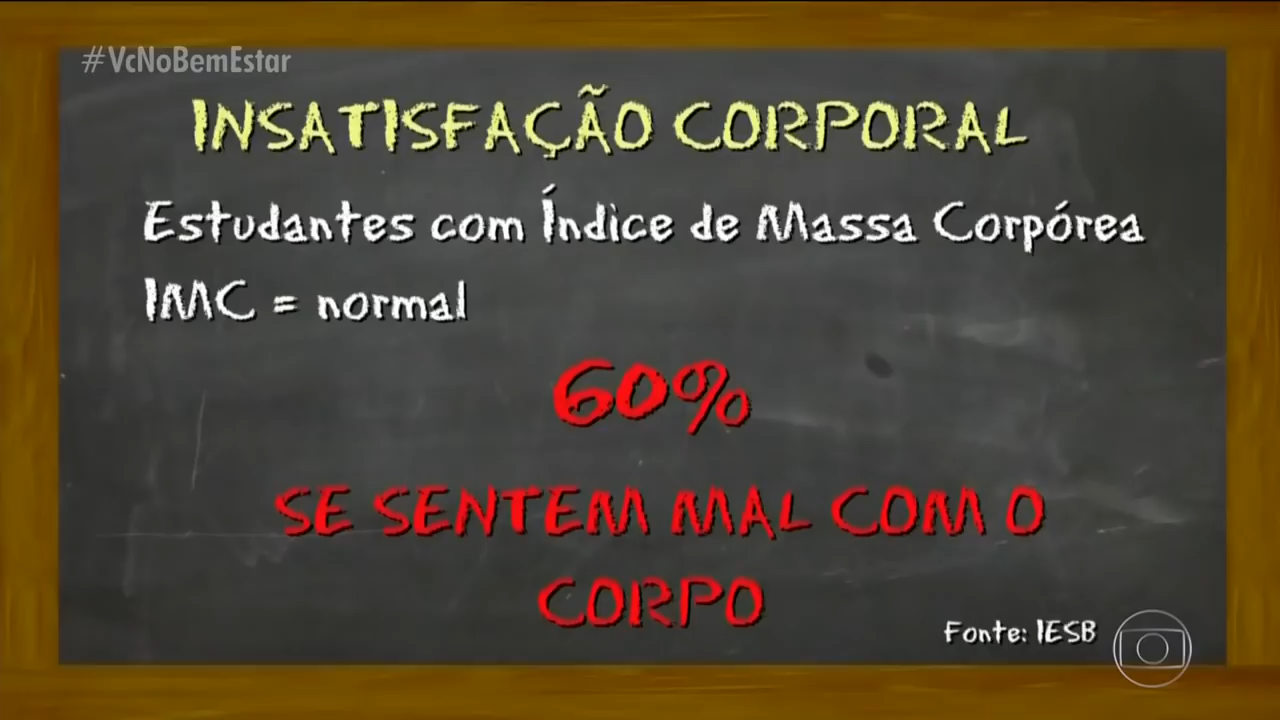 #VcNoBemEstar
INSATISFAÇÃO CORPORAL
Estudantes com Índice de Massa Corpórea
IMC = normal
60%
SE SENTEM MAL COM O
CORPO
Fonte: IESB